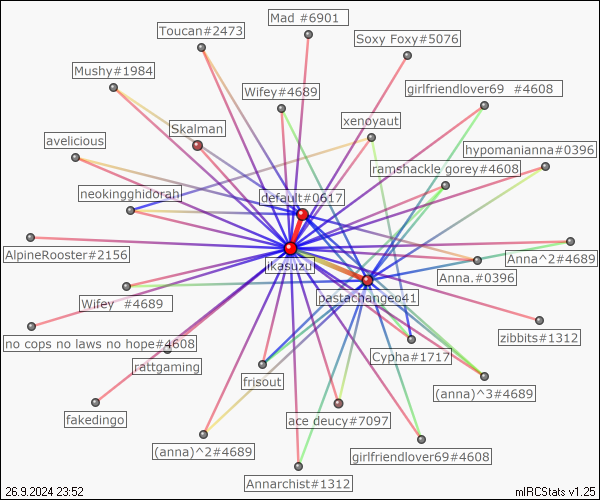 Mad #6901
Toucan#2473
Soxy Foxy#5076
Mushy#1984
Wifey#4689
girlfriendlover69 #4608
Skalman
xenoyaut
avelicious
hypomanianna#0396
ramshackle gorey#4608
neokingghidorah
default#0617
AlpineRooster#2156
ikasuzu
Anna^2#4689
Anna.#0396
Wifey #4689
pastachangeo41
no cops no laws no hope#4608
zibbits#1312
rattgaming
Cypha#1717
frisout
(anna)^3#4689
fakedingo
ace deucy#7097
(anna)^2#4689
girlfriendlover69#4608
Annarchist#1312
26.9.2024 23:52
mIRCStats v1.25